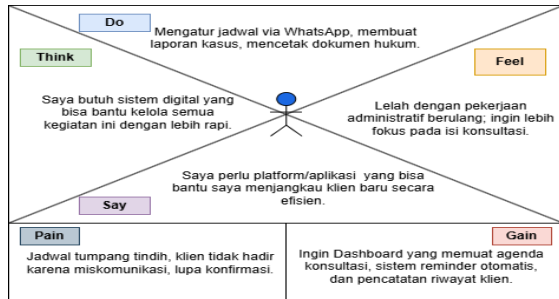 Do
Mengatur jadwal via WhatsApp, membuat
laporan kasus, mencetak dokumen hukum.
Think
Saya butuh sistem digital yang
bisa bantu kelola semua
kegiatan ini dengan lebih rapi.
Feel
Lelah dengan pekerjaan
administratif berulang; ingin lebih
fokus pada isi konsultasi.
Saya perlu platform/aplikasi yang bisa
bantu saya menjangkau klien baru secara
efisien.
Say
Pain
Jadwal tumpang tindih, klien tidak hadir
karena miskomunikasi, lupa konfirmasi.
Gain
Ingin Dashboard yang memuat agenda
konsultasi, sistem reminder otomatis,
dan pencatatan riwayat klien.